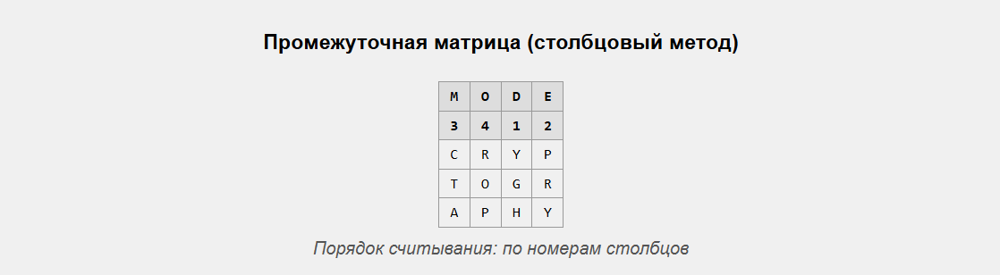 Промежуточная матрица (столбцовый метод)
M O D E
3 4 1 2
C R Y P
T O G R
A P H Y
Порядок считывания: по номерам столбцов